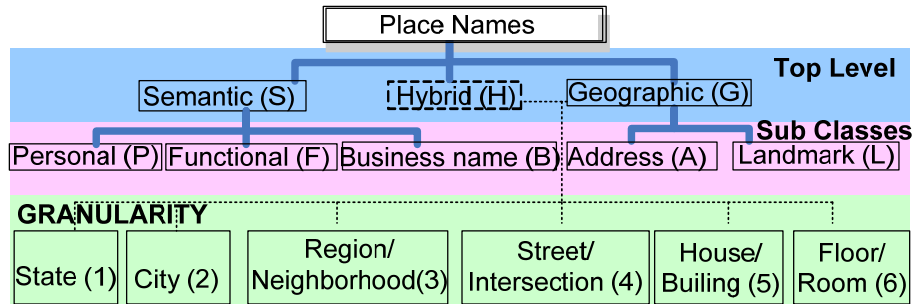 Place Names
Top Level
Semantic (S)
Hybrid (H)
Geographic (G)
Sub Classes
Personal (P)
Functional (F)
Business name (B)
Address (A)
Landmark (L)
GRANULARITY
State (1)
City (2)
Region/
Neighborhood(3)
Street/
Intersection (4)
House/
Builing (5)
Floor/
Room (6)